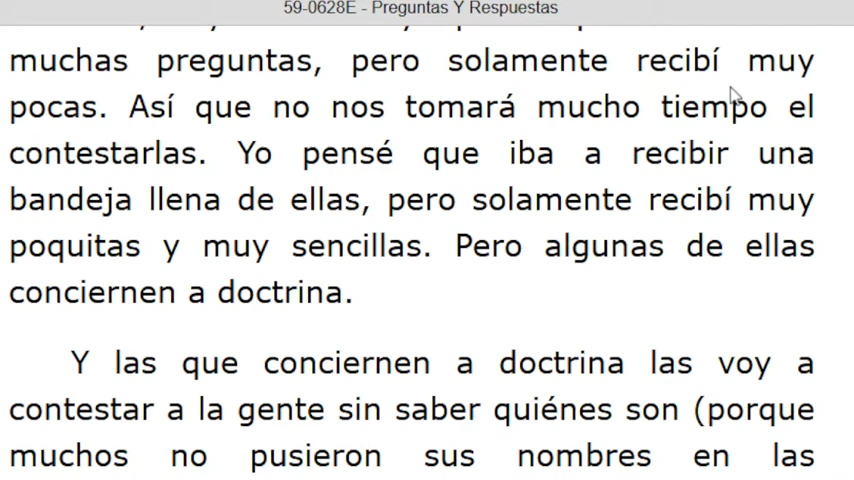 59-0628E - Preguntas Y Respuestas
muchas preguntas, pero solamente recibí muy
pocas. Así que no nos tomará mucho tiempo el
contestarlas. Yo pensé que iba a recibir una
bandeja llena de ellas, pero solamente recibí muy
poquitas y muy sencillas. Pero algunas de ellas
conciernen a doctrina.
Y las que conciernen a doctrina las voy a
contestar a la gente sin saber quiénes son (porque
muchos no pusieron sus nombres en las